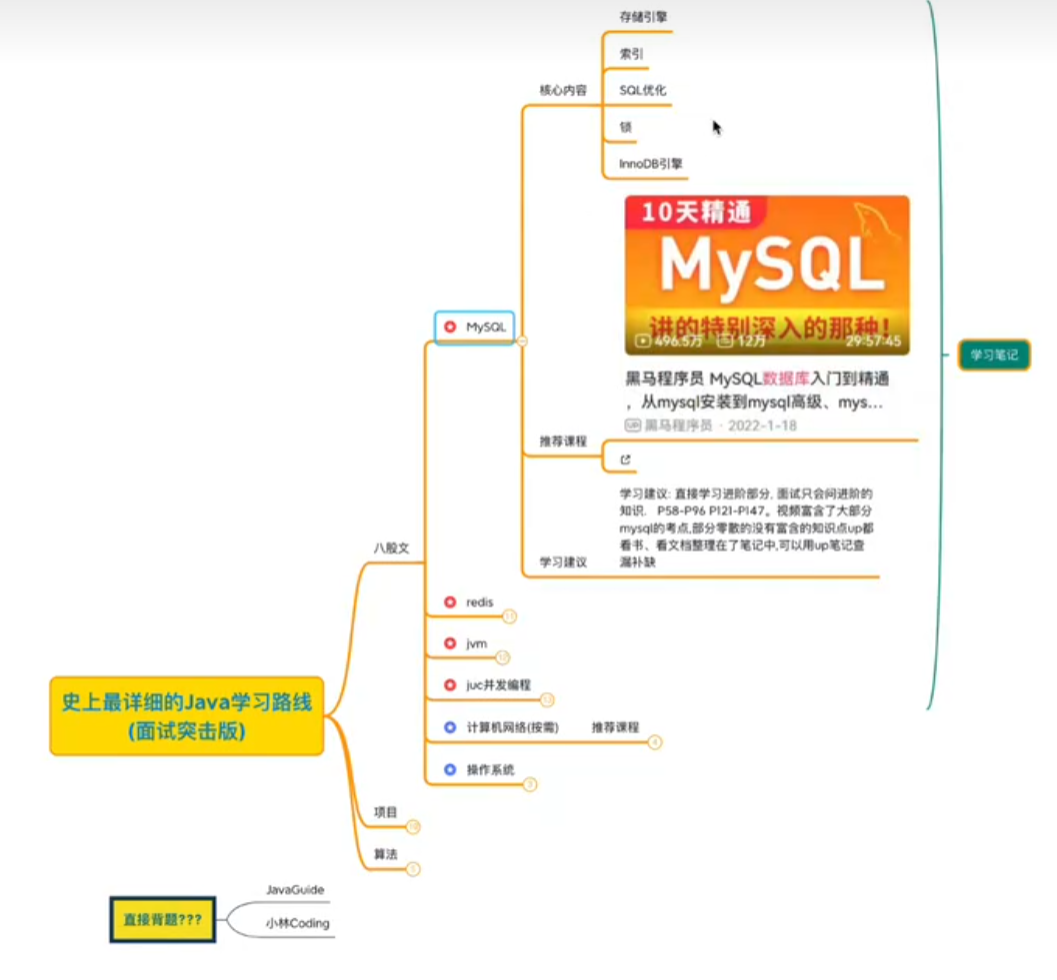 存储引擎
索引
核心内容
SQL优化
锁
InnoDB引擎
10天精通
MySQL
讲的特别深入的那种!
496.5万 12万 29:57:45
黑马程序员 MySQL数据库入门到精通
，从mysql安装到mysql高级、mys...
UP 黑马程序员 · 2022-1-18
MySQL
学习笔记
推荐课程
学习建议: 直接学习进阶部分, 面试只会问进阶的
知识. P58-P96 P121-P147。视频富含了大部分
mysql的考点,部分零散的没有富含的知识点up都
看书、看文档整理在了笔记中,可以用up笔记查
漏补缺
学习建议
八股文
redis
11
jvm
12
juc并发编程
计算机网络(按需) 推荐课程
4
操作系统
3
史上最详细的Java学习路线
(面试突击版)
项目
算法
JavaGuide
直接背题???
小林Coding